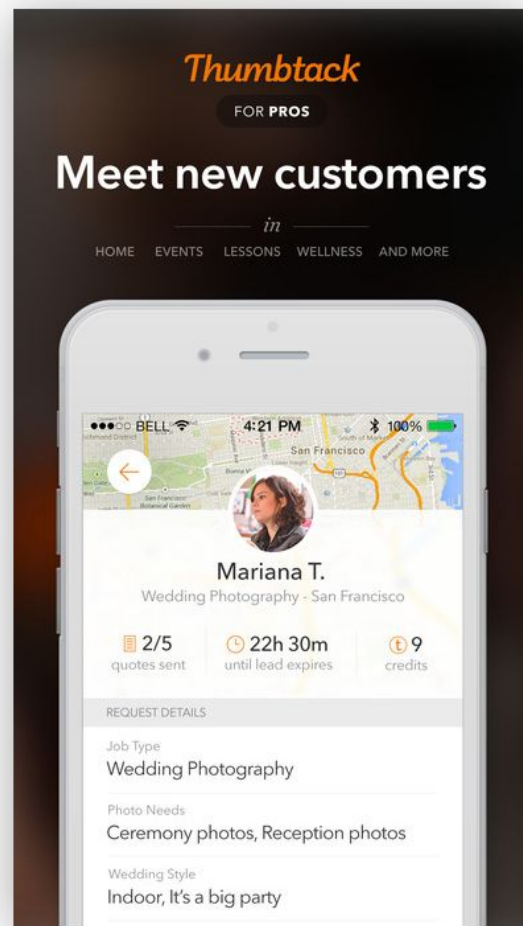 Thumbtack
FOR PROS
Meet new customers
in
HOME EVENTS LESSONS WELLNESS AND MORE
BELL 4:21 PM 100%
San Francisco
Mariana T.
Wedding Photography - San Francisco
2/5 22h 30m t 9
quotes sent until lead expires credits
REQUEST DETAILS
Job Type
Wedding Photography
Photo Needs
Ceremony photos, Reception photos
Wedding Style
Indoor, It's a big party